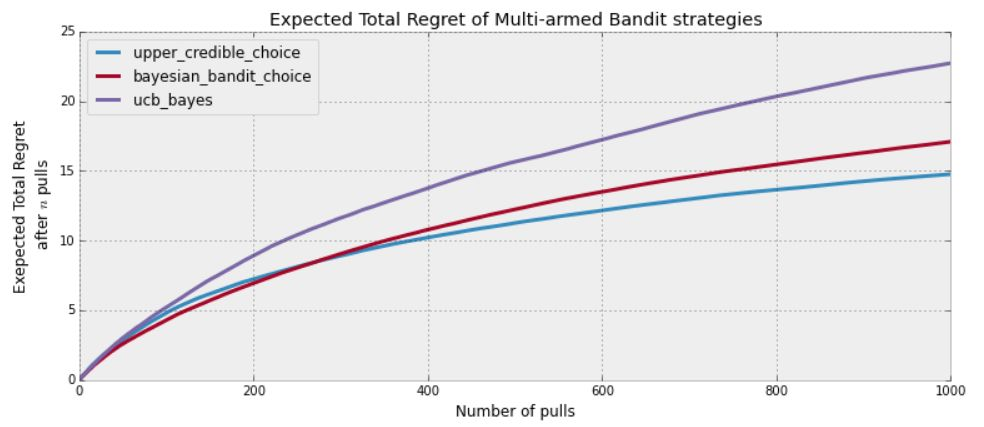 Expected Total Regret of Multi-armed Bandit strategies
25
upper_credible_choice
bayesian_bandit_choice
ucb_bayes
20
15
10
5
0
Exepected Total Regret
after n pulls
0 200 400 600 800 1000
Number of pulls